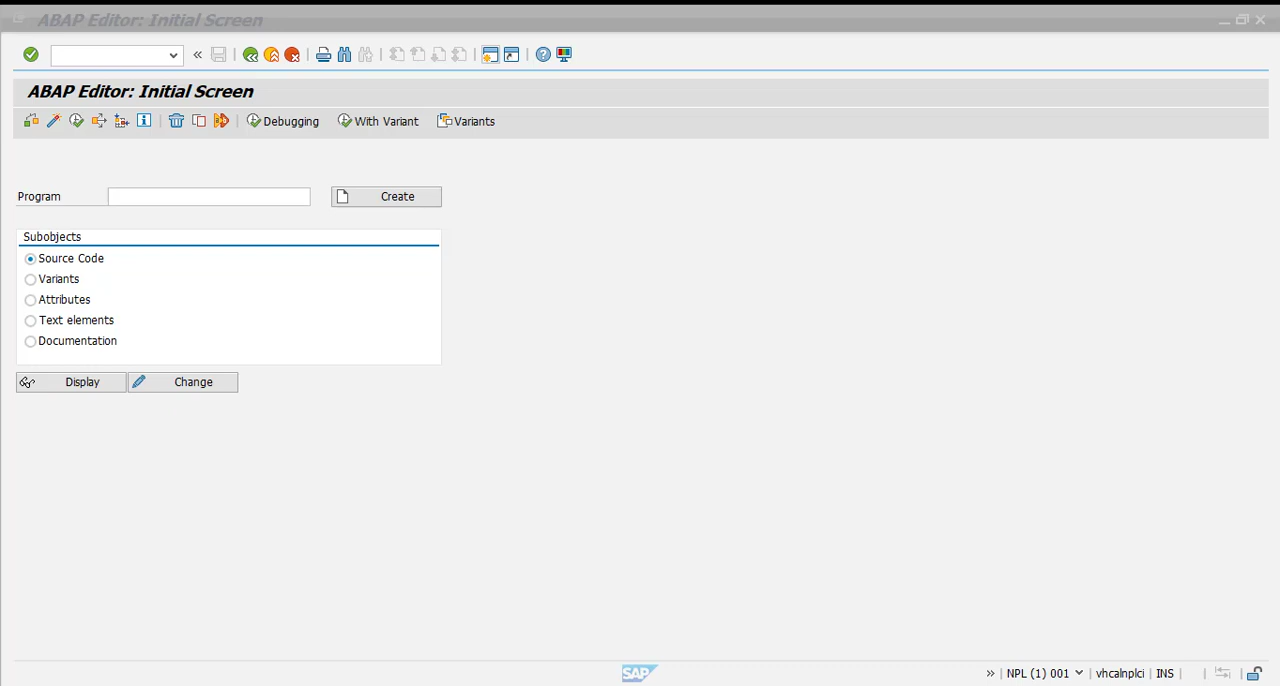 ABAP Editor: Initial Screen
ABAP Editor: Initial Screen
Debugging With Variant Variants
Program Create
Subobjects
Source Code
Variants
Attributes
Text elements
Documentation
Display Change
SAP » NPL (1) 001 vhcalnplci INS